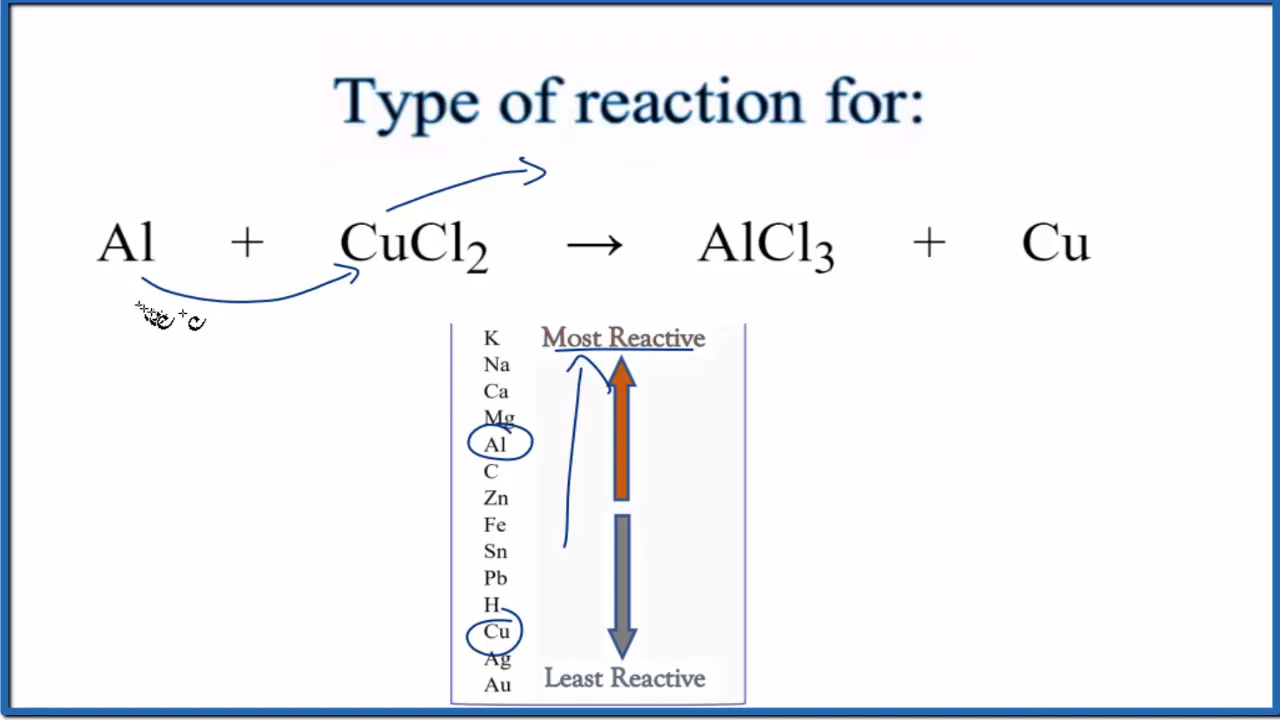 Type of reaction for:
Al + CuCl₂ → AlCl₃ + Cu
K Most Reactive
Na
Ca
Mg
Al
C
Zn
Fe
Sn
Pb
H
Cu
Ag
Au Least Reactive